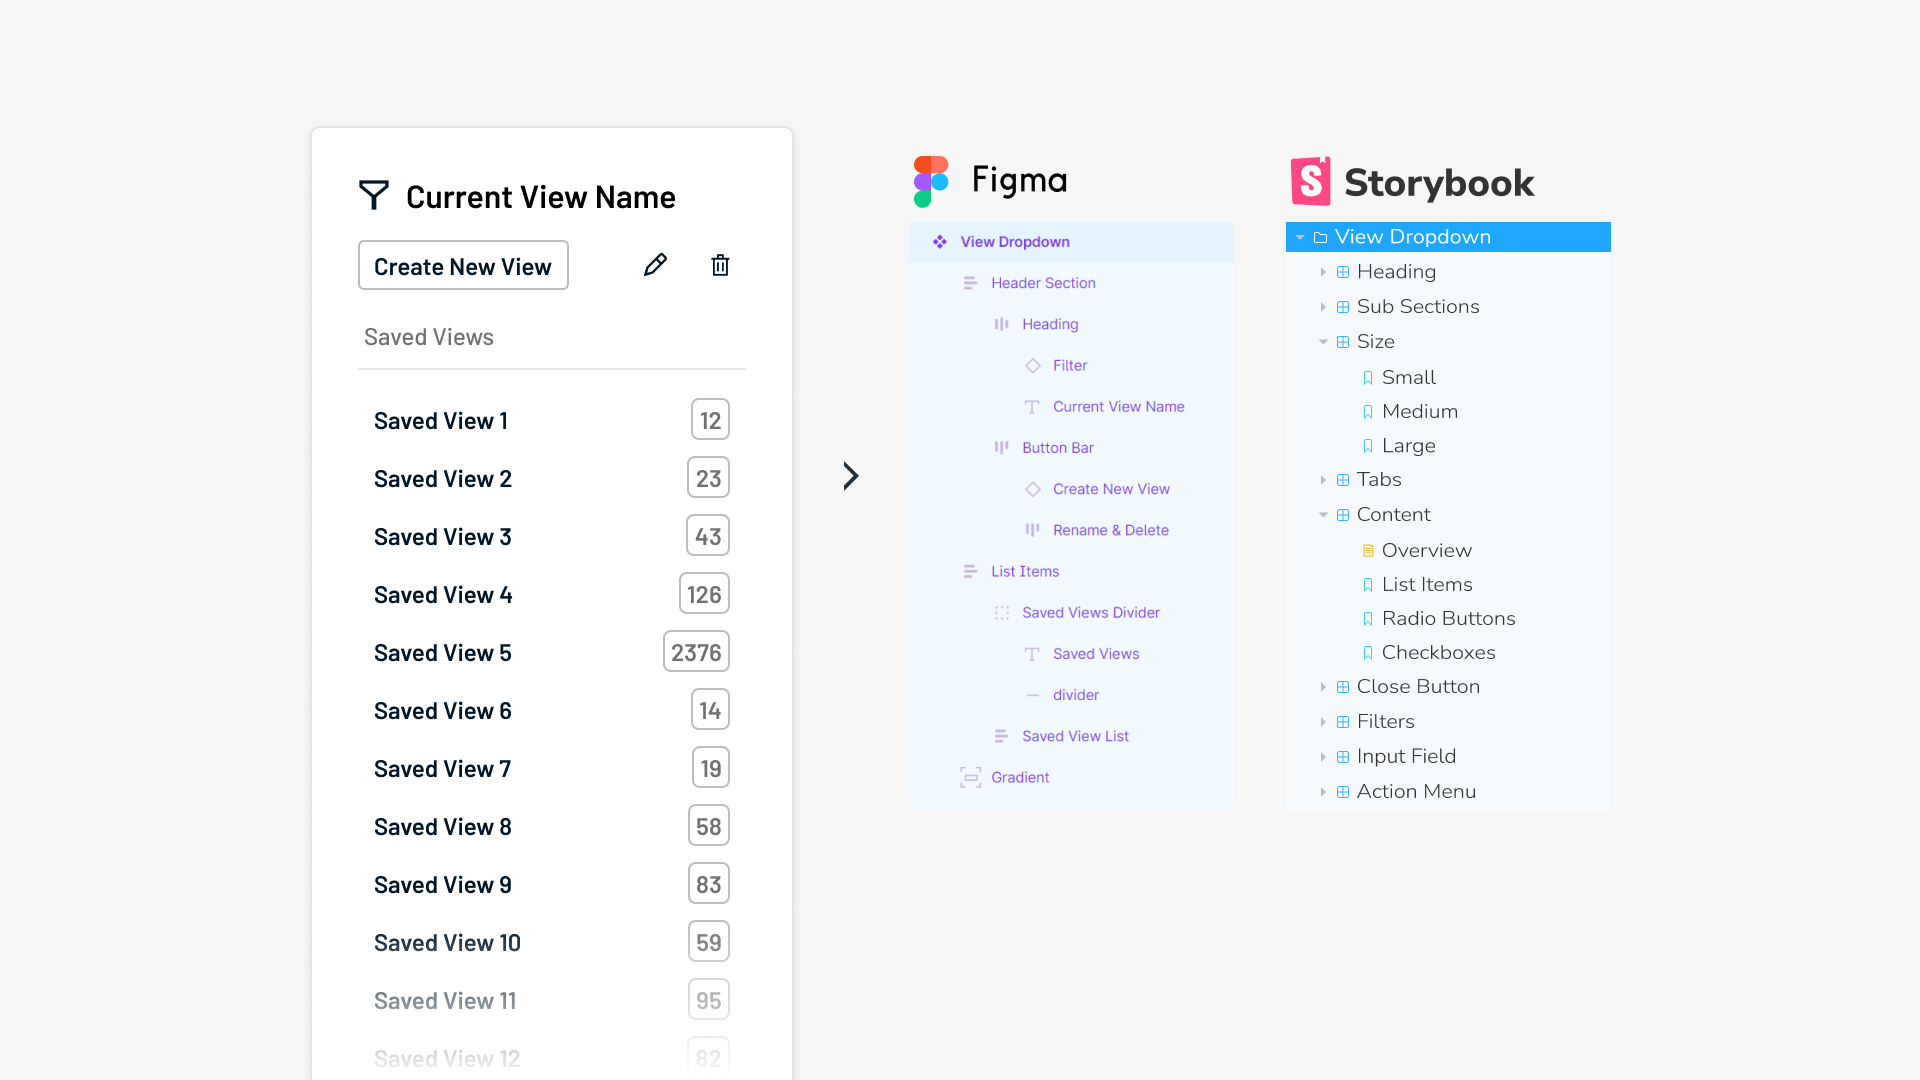 Current View Name
Create New View
Saved Views
Saved View 1 12
Saved View 2 23
Saved View 3 43
Saved View 4 126
Saved View 5 2376
Saved View 6 14
Saved View 7 19
Saved View 8 58
Saved View 9 83
Saved View 10 59
Saved View 11 95
Saved View 12 82
Figma
View Dropdown
Header Section
Heading
Filter
Current View Name
Button Bar
Create New View
Rename & Delete
List Items
Saved Views Divider
Saved Views
divider
Saved View List
Gradient
S Storybook
View Dropdown
Heading
Sub Sections
Size
Small
Medium
Large
Tabs
Content
Overview
List Items
Radio Buttons
Checkboxes
Close Button
Filters
Input Field
Action Menu